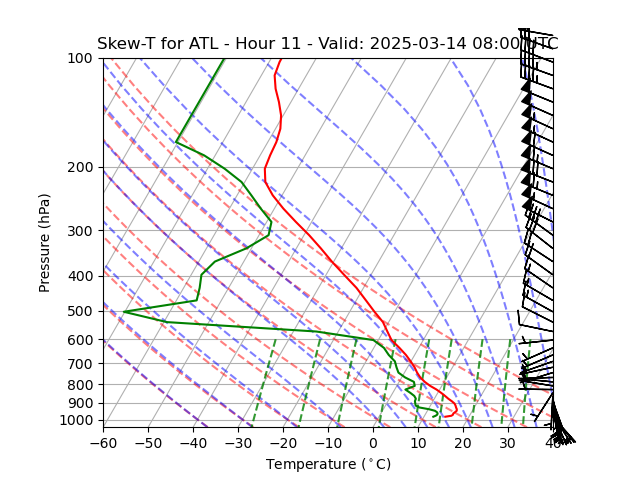 Skew-T for ATL - Hour 11 - Valid: 2025-03-14 08:00 UTC
100
200
300
400
500
600
700
800
900
1000
Pressure (hPa)
−60 −50 −40 −30 −20 −10 0 10 20 30 40
Temperature (°C)